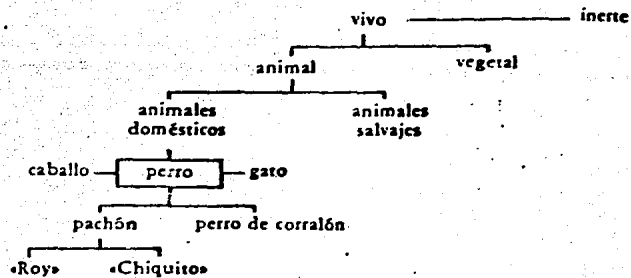 vivo inerte
animal vegetal
animales animales
domésticos salvajes
caballo perro gato
pachón perro de corralón
«Roy» «Chiquito»